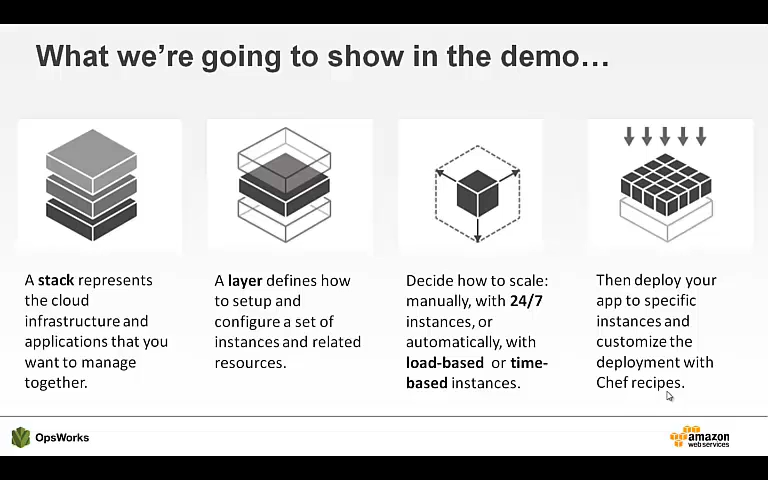 What we're going to show in the demo...
A stack represents
the cloud
infrastructure and
applications that you
want to manage
together.
A layer defines how
to setup and
configure a set of
instances and related
resources.
Decide how to scale:
manually, with 24/7
instances, or
automatically, with
load-based or time-
based instances.
Then deploy your
app to specific
instances and
customize the
deployment with
Chef recipes.
OpsWorks
amazon
web services